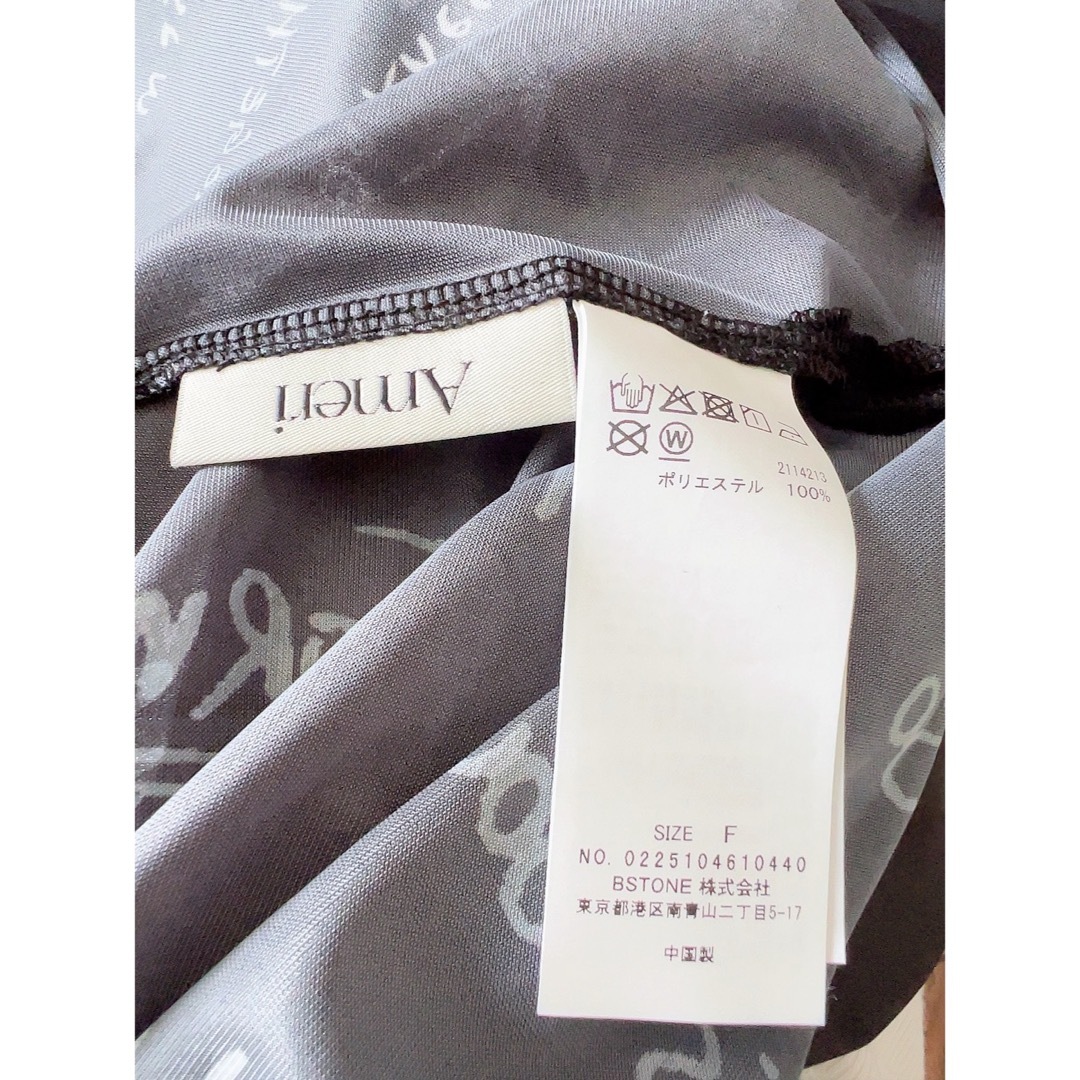 Ameri
2114213
ポリエステル 100%
SIZE F
NO. 0225104610440
BSTONE 株式会社
東京都港区南青山二丁目5-17
中国製